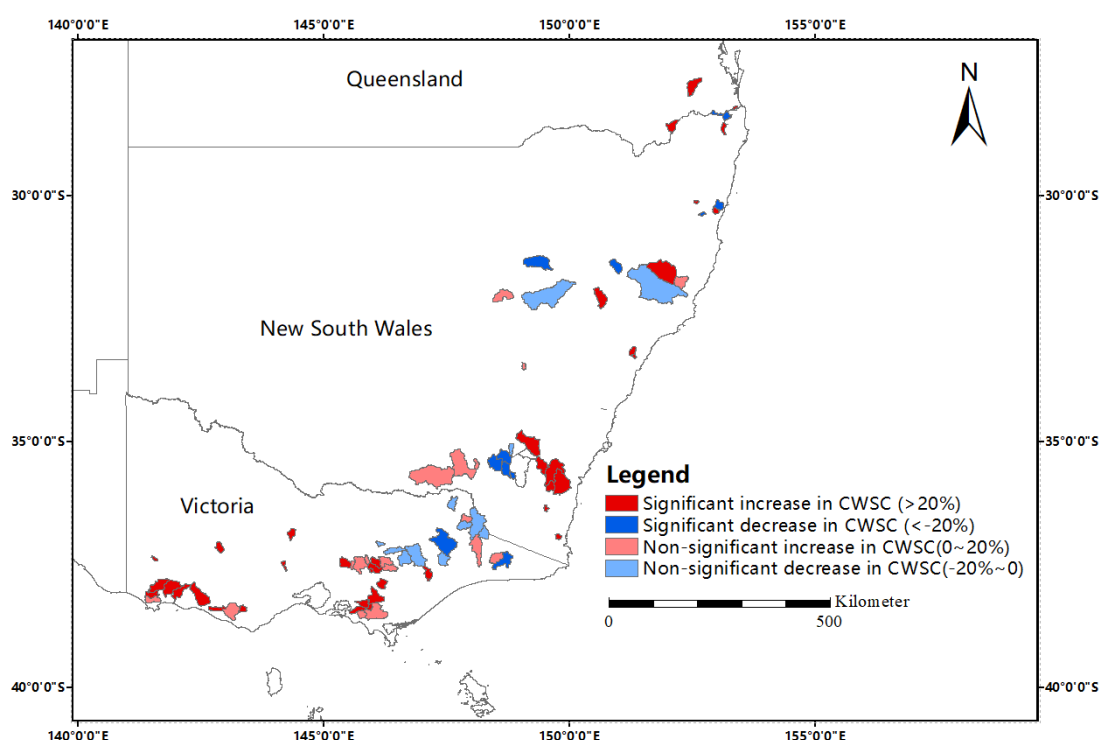 140°0'0"E 145°0'0"E 150°0'0"E 155°0'0"E
Queensland
N
30°0'0"S 30°0'0"S
New South Wales
35°0'0"S 35°0'0"S
Legend
Victoria
Significant increase in CWSC (>20%)
Significant decrease in CWSC (<-20%)
Non-significant increase in CWSC(0~20%)
Non-significant decrease in CWSC(-20%~0)
Kilometer
0 500
40°0'0"S 40°0'0"S
140°0'0"E 145°0'0"E 150°0'0"E 155°0'0"E